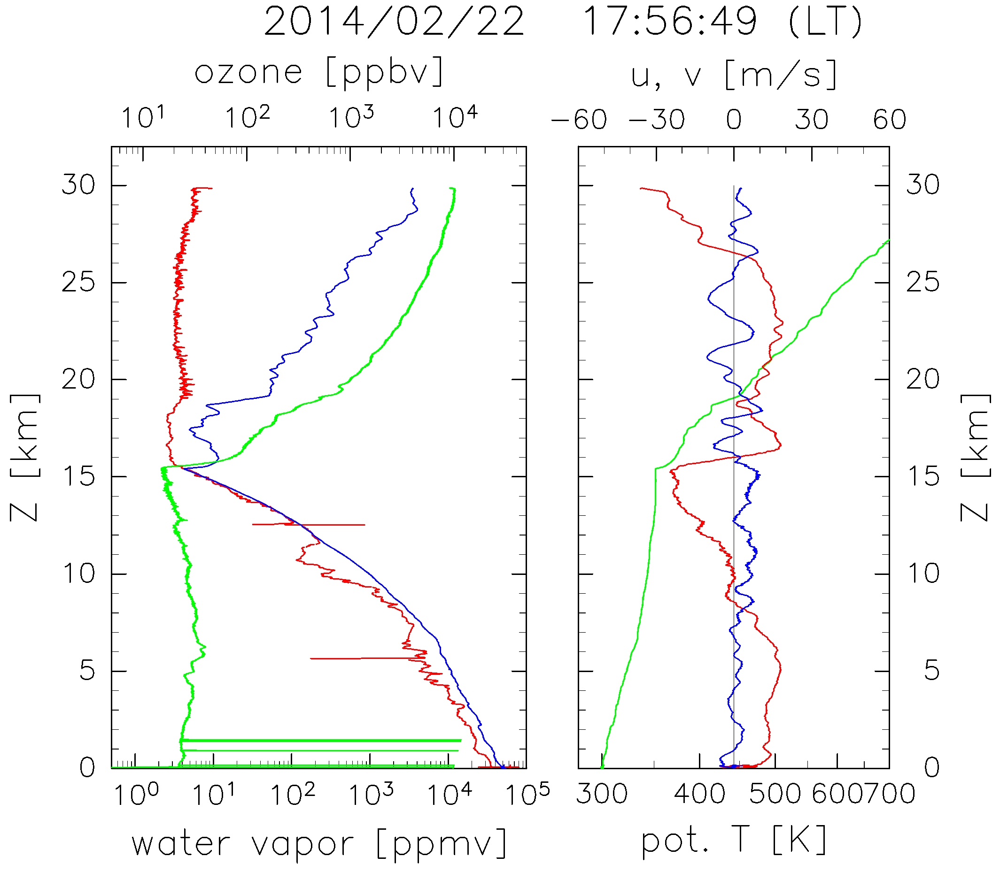 2014/02/22 17:56:49 (LT)
ozone [ppbv]
u, v [m/s]
10¹ 10² 10³ 10⁴
-60 -30 0 30 60
30 30
25 25
20 20
15 15
10 10
5 5
0 0
Z [km]
Z [km]
10⁰ 10¹ 10² 10³ 10⁴ 10⁵
300 400 500 600 700
water vapor [ppmv]
pot. T [K]